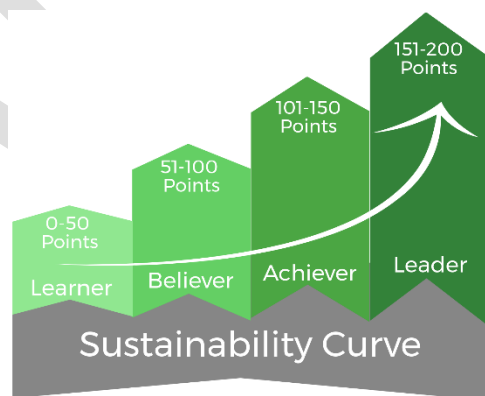 0-50
Points
Learner
51-100
Points
Believer
101-150
Points
Achiever
151-200
Points
Leader
Sustainability Curve